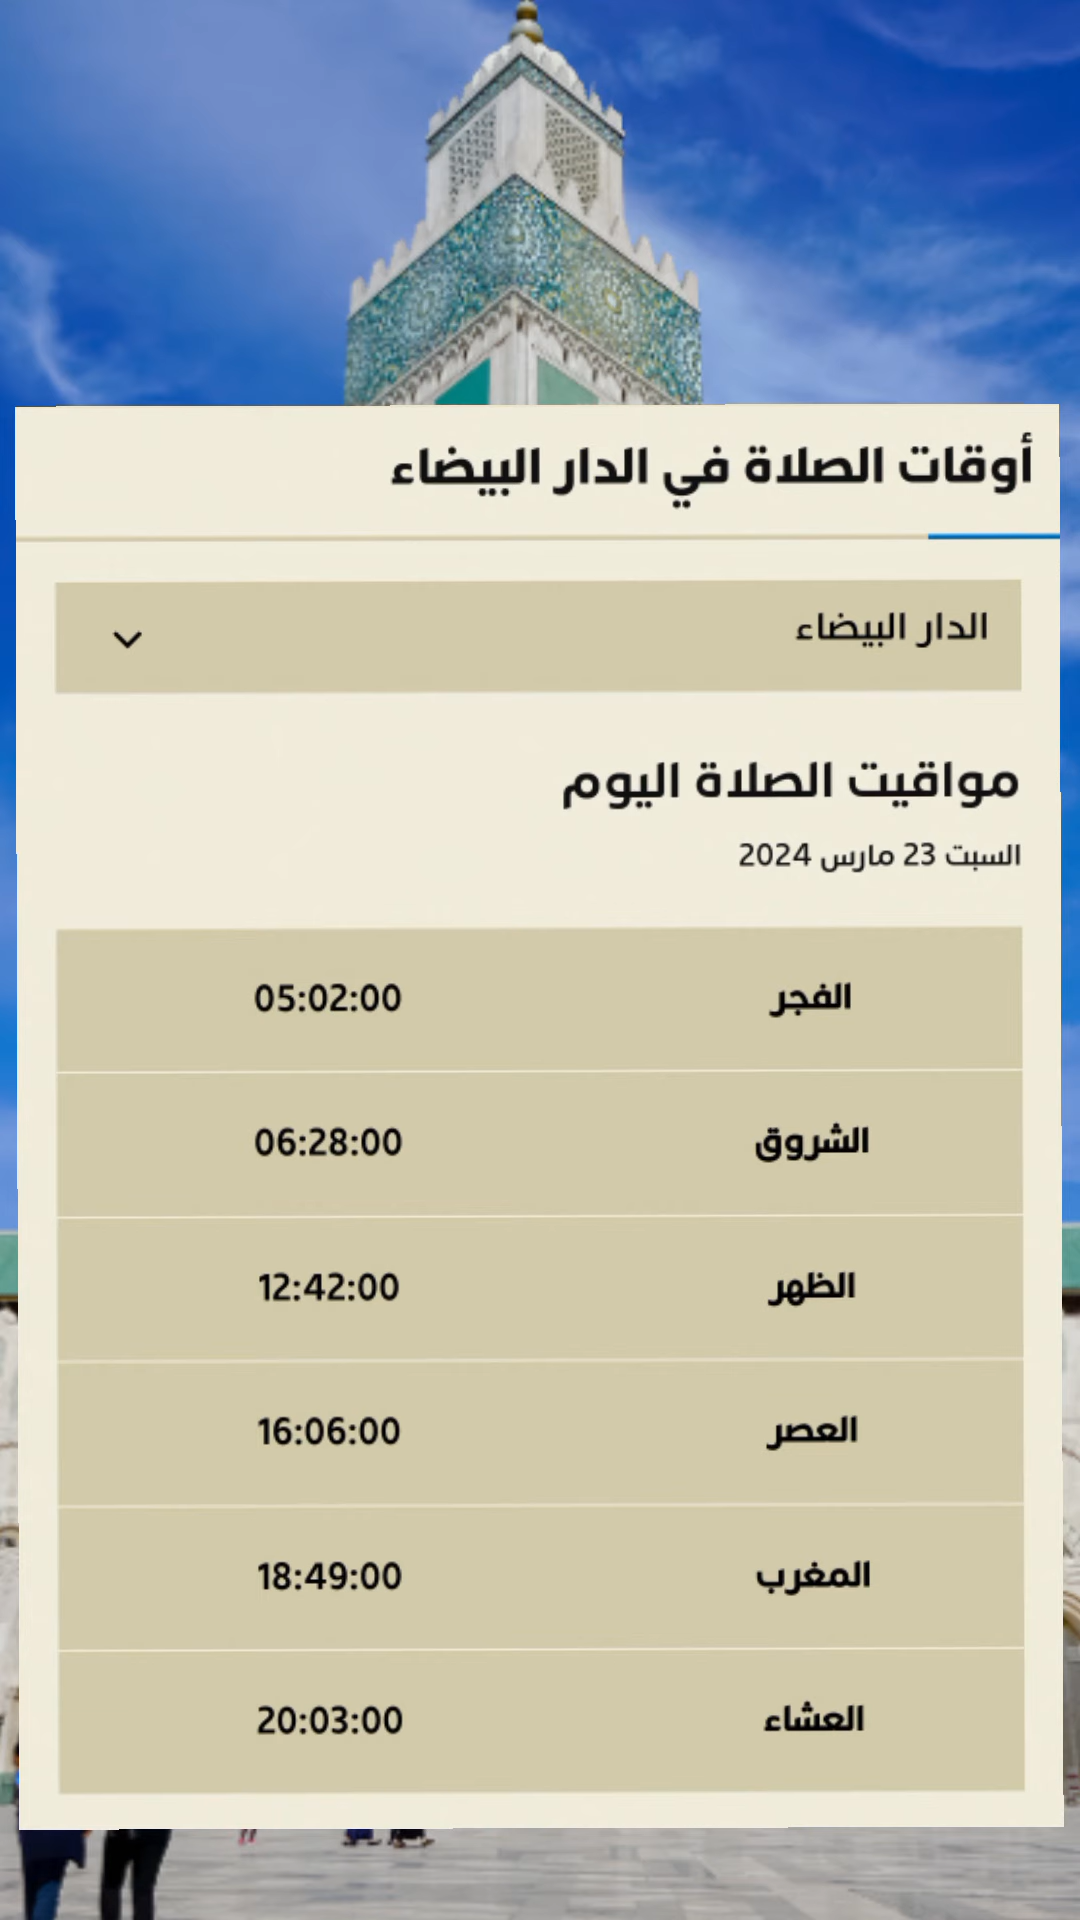 أوقات الصلاة في الدار البيضاء
الدار البيضاء
مواقيت الصلاة اليوم
السبت 23 مارس 2024
الفجر 05:02:00
الشروق 06:28:00
الظهر 12:42:00
العصر 16:06:00
المغرب 18:49:00
العشاء 20:03:00